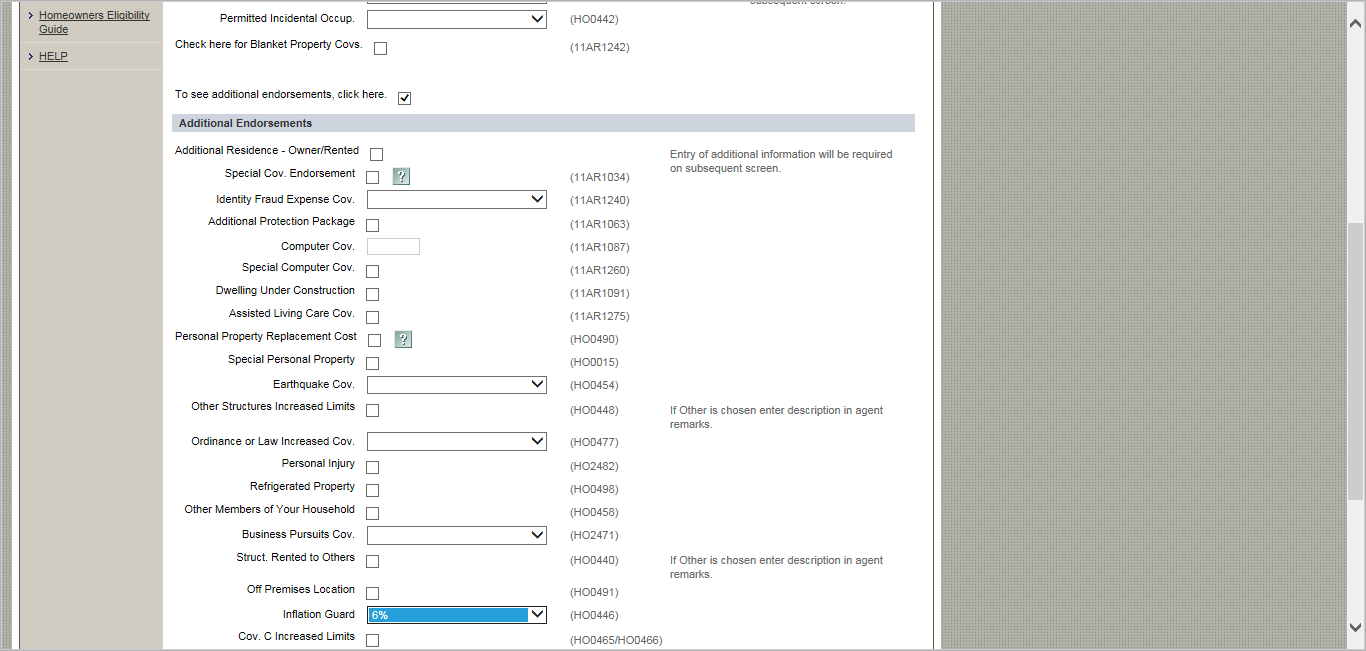 subsequent screen.
Homeowners Eligibility
Guide
HELP
Permitted Incidental Occup. (HO0442)
Check here for Blanket Property Covs. (11AR1242)
To see additional endorsements, click here.
Additional Endorsements
Additional Residence - Owner/Rented Entry of additional information will be required
on subsequent screen.
Special Cov. Endorsement ? (11AR1034)
Identity Fraud Expense Cov. (11AR1240)
Additional Protection Package (11AR1063)
Computer Cov. (11AR1087)
Special Computer Cov. (11AR1260)
Dwelling Under Construction (11AR1091)
Assisted Living Care Cov. (11AR1275)
Personal Property Replacement Cost ? (HO0490)
Special Personal Property (HO0015)
Earthquake Cov. (HO0454)
Other Structures Increased Limits (HO0448) If Other is chosen enter description in agent
remarks.
Ordinance or Law Increased Cov. (HO0477)
Personal Injury (HO2482)
Refrigerated Property (HO0498)
Other Members of Your Household (HO0458)
Business Pursuits Cov. (HO2471)
Struct. Rented to Others (HO0440) If Other is chosen enter description in agent
remarks.
Off Premises Location (HO0491)
Inflation Guard 6% (HO0446)
Cov. C Increased Limits (HO0465/HO0466)